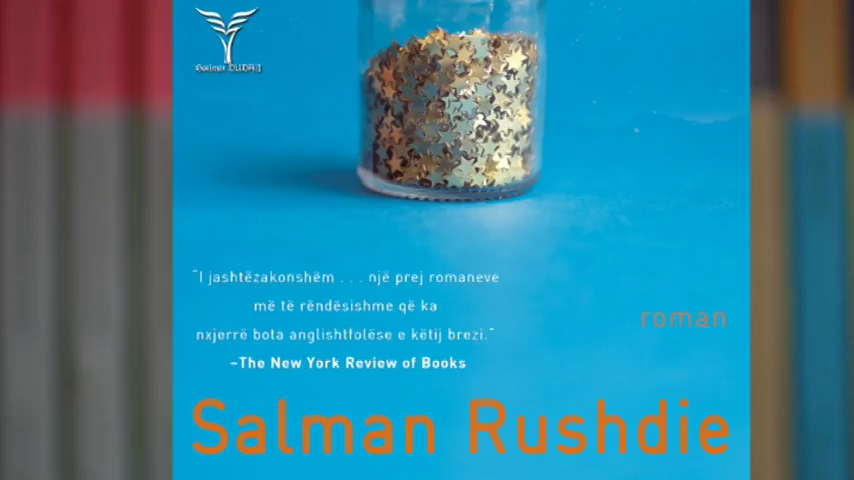 "I jashtëzakonshëm . . . një prej romaneve
më të rëndësishme që ka
nxjerrë bota anglishtfolëse e këtij brezi."
–The New York Review of Books
roman
Salman Rushdie